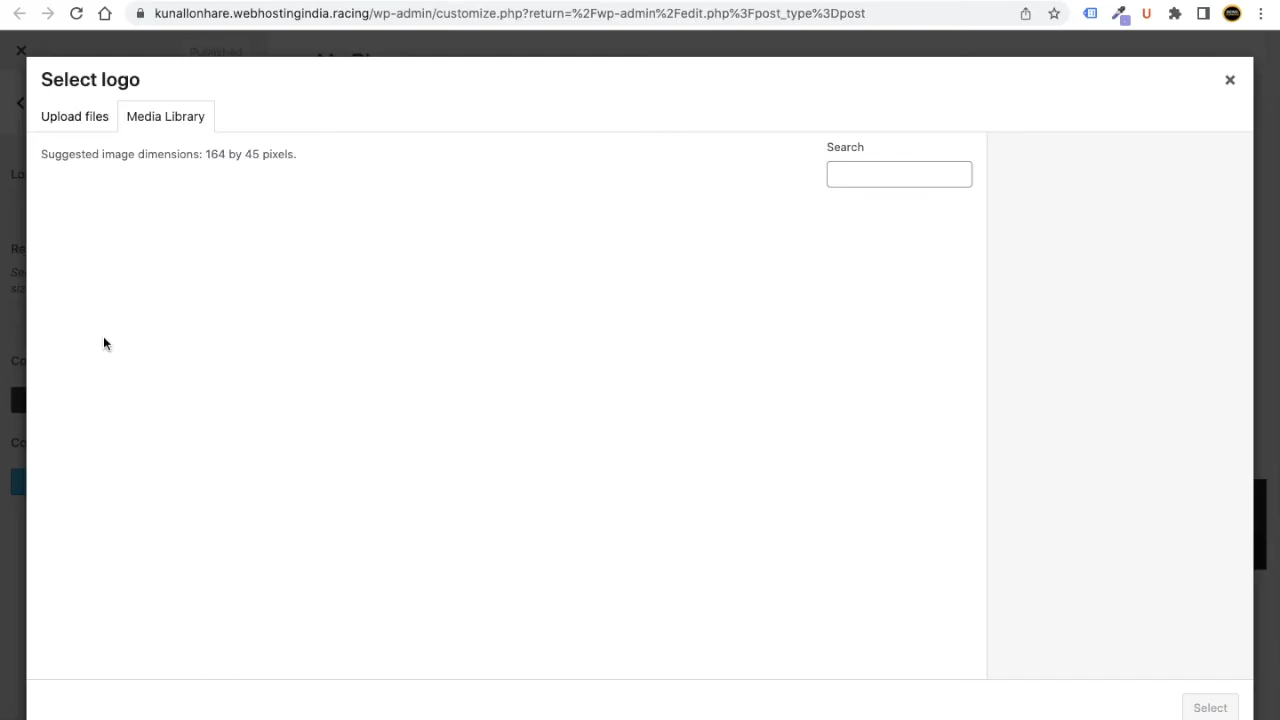 kunallonhare.webhostingindia.racing/wp-admin/customize.php?return=%2Fwp-admin%2Fedit.php%3Fpost_type%3Dpost
U
Published
Select logo
Upload files
Media Library
Suggested image dimensions: 164 by 45 pixels.
Search
Select